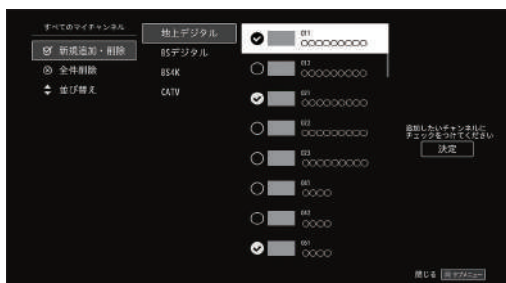 すべてのマイチャンネル
新規追加・削除
全件削除
並び替え
地上デジタル
BSデジタル
BS4K
CATV
011
○○○○○○○○○
012
○○○○○○○○○
021
○○○○○○○○○
022
○○○○○○○○○
023
○○○○○○○○○
041
○○○○
042
○○○○
051
○○○○
追加したいチャンネルに
チェックをつけてください
決定
閉じる サブメニュー